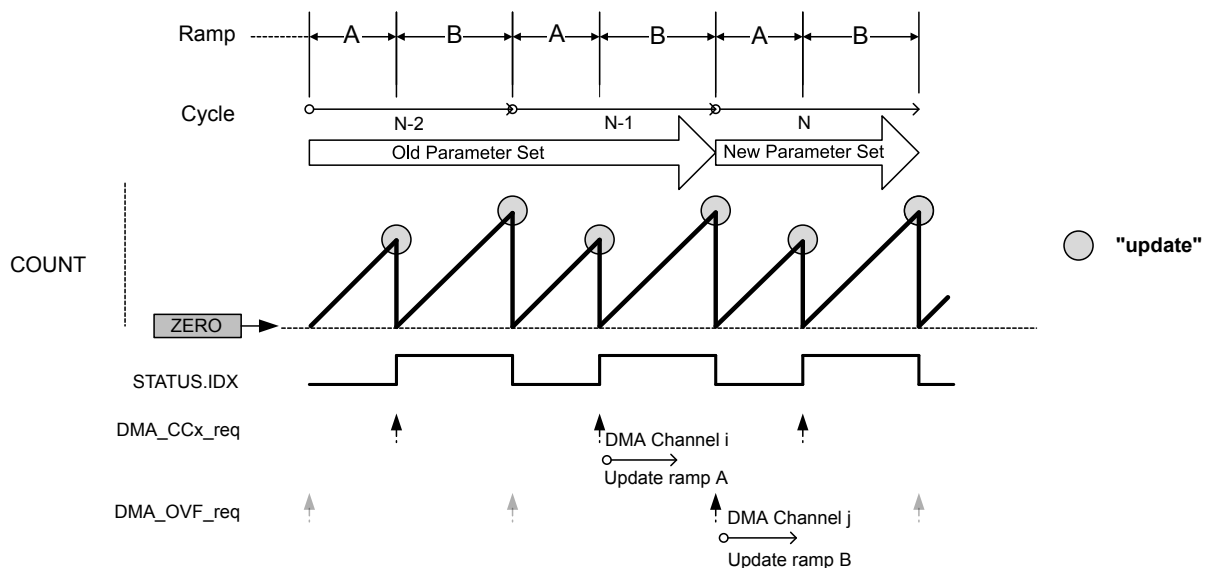 Ramp
A B A B A B
Cycle
N-2 N-1 N
Old Parameter Set New Parameter Set
COUNT
"update"
ZERO
STATUS.IDX
DMA_CCx_req
DMA Channel i
Update ramp A
DMA_OVF_req
DMA Channel j
Update ramp B